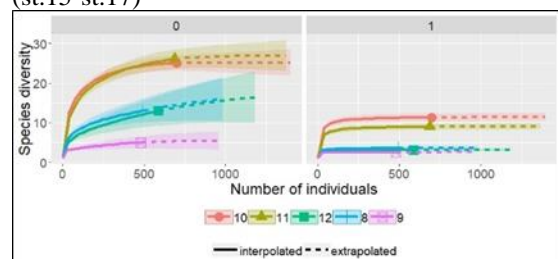 (st.15-st.17)
0 1
30
20
10
0
Species diversity
0 500 1000 0 500 1000
Number of individuals
10 11 12 8 9
interpolated extrapolated